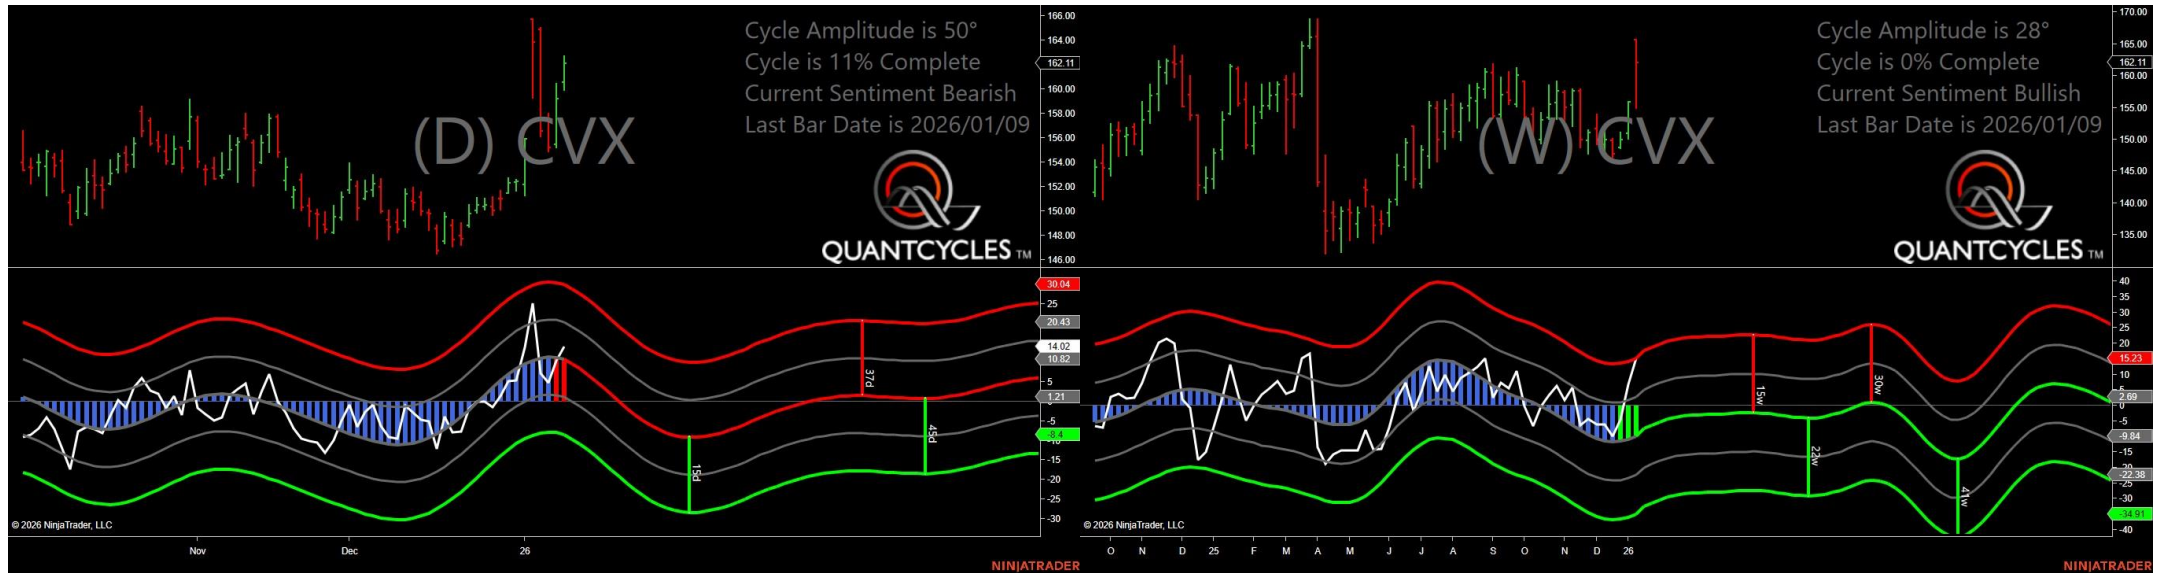 Cycle Amplitude is 50°
Cycle is 11% Complete
Current Sentiment Bearish
Last Bar Date is 2026/01/09
(D) CVX
QUANTCYCLES TM
166.00
164.00
162.11
160.00
158.00
156.00
154.00
152.00
150.00
148.00
146.00
30.04
25
20.43
14.02
10.82
5
1.21
-5
-8.4
-15
-20
-25
-30
37d
45d
15d
© 2026 NinjaTrader, LLC
Nov
Dec
26
NINJATRADER
Cycle Amplitude is 28°
Cycle is 0% Complete
Current Sentiment Bullish
Last Bar Date is 2026/01/09
(W) CVX
QUANTCYCLES TM
170.00
165.00
162.11
160.00
155.00
150.00
145.00
140.00
135.00
40
35
30
25
20
15.23
10
5
2.69
0
-5
-9.84
-15
-22.38
-25
-30
-34.91
-40
15w
30w
22w
41w
© 2026 NinjaTrader, LLC
O N D 25 F M A M J J A S O N D 26
NINJATRADER